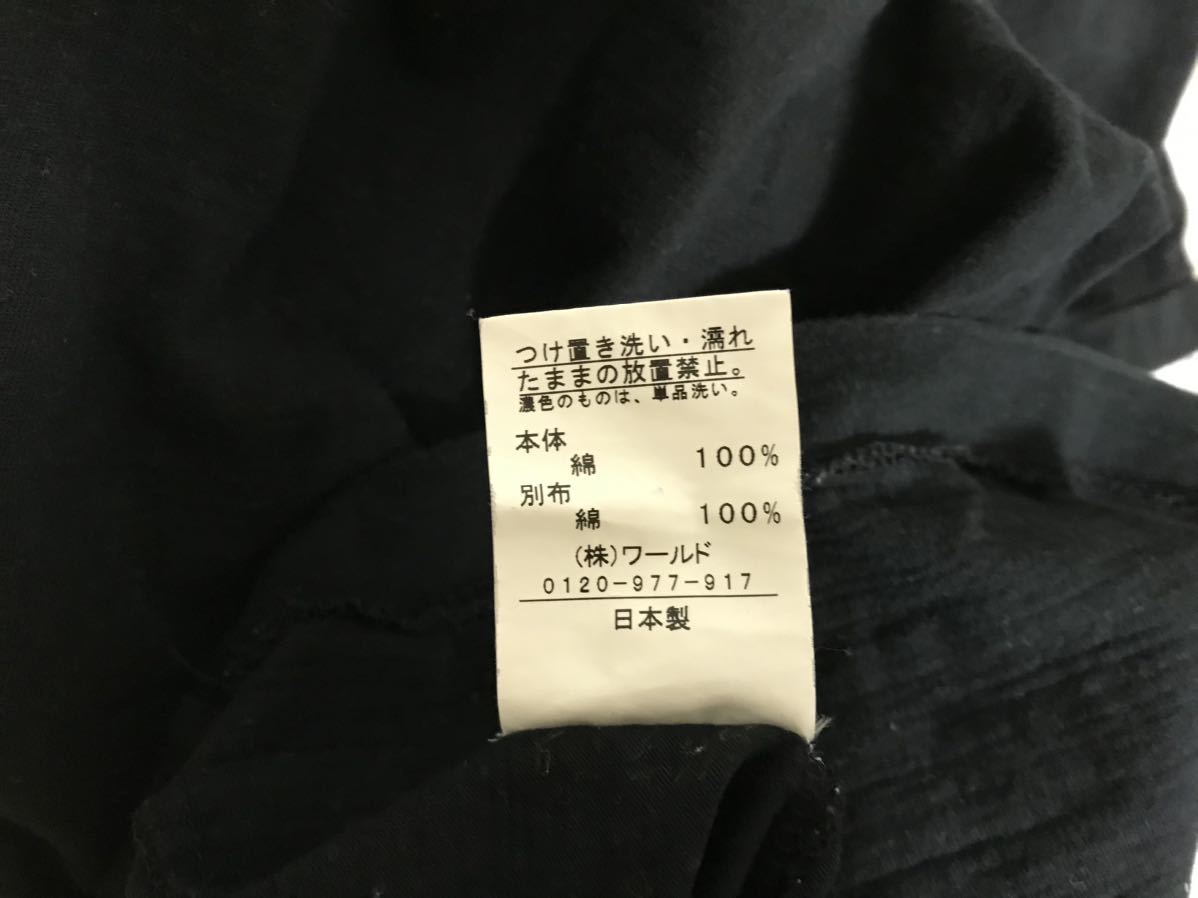 つけ置き洗い・濡れ
たままの放置禁止。
濃色のものは、単品洗い。
本体
綿 100%
別布
綿 100%
(株)ワールド
0120-977-917
日本製